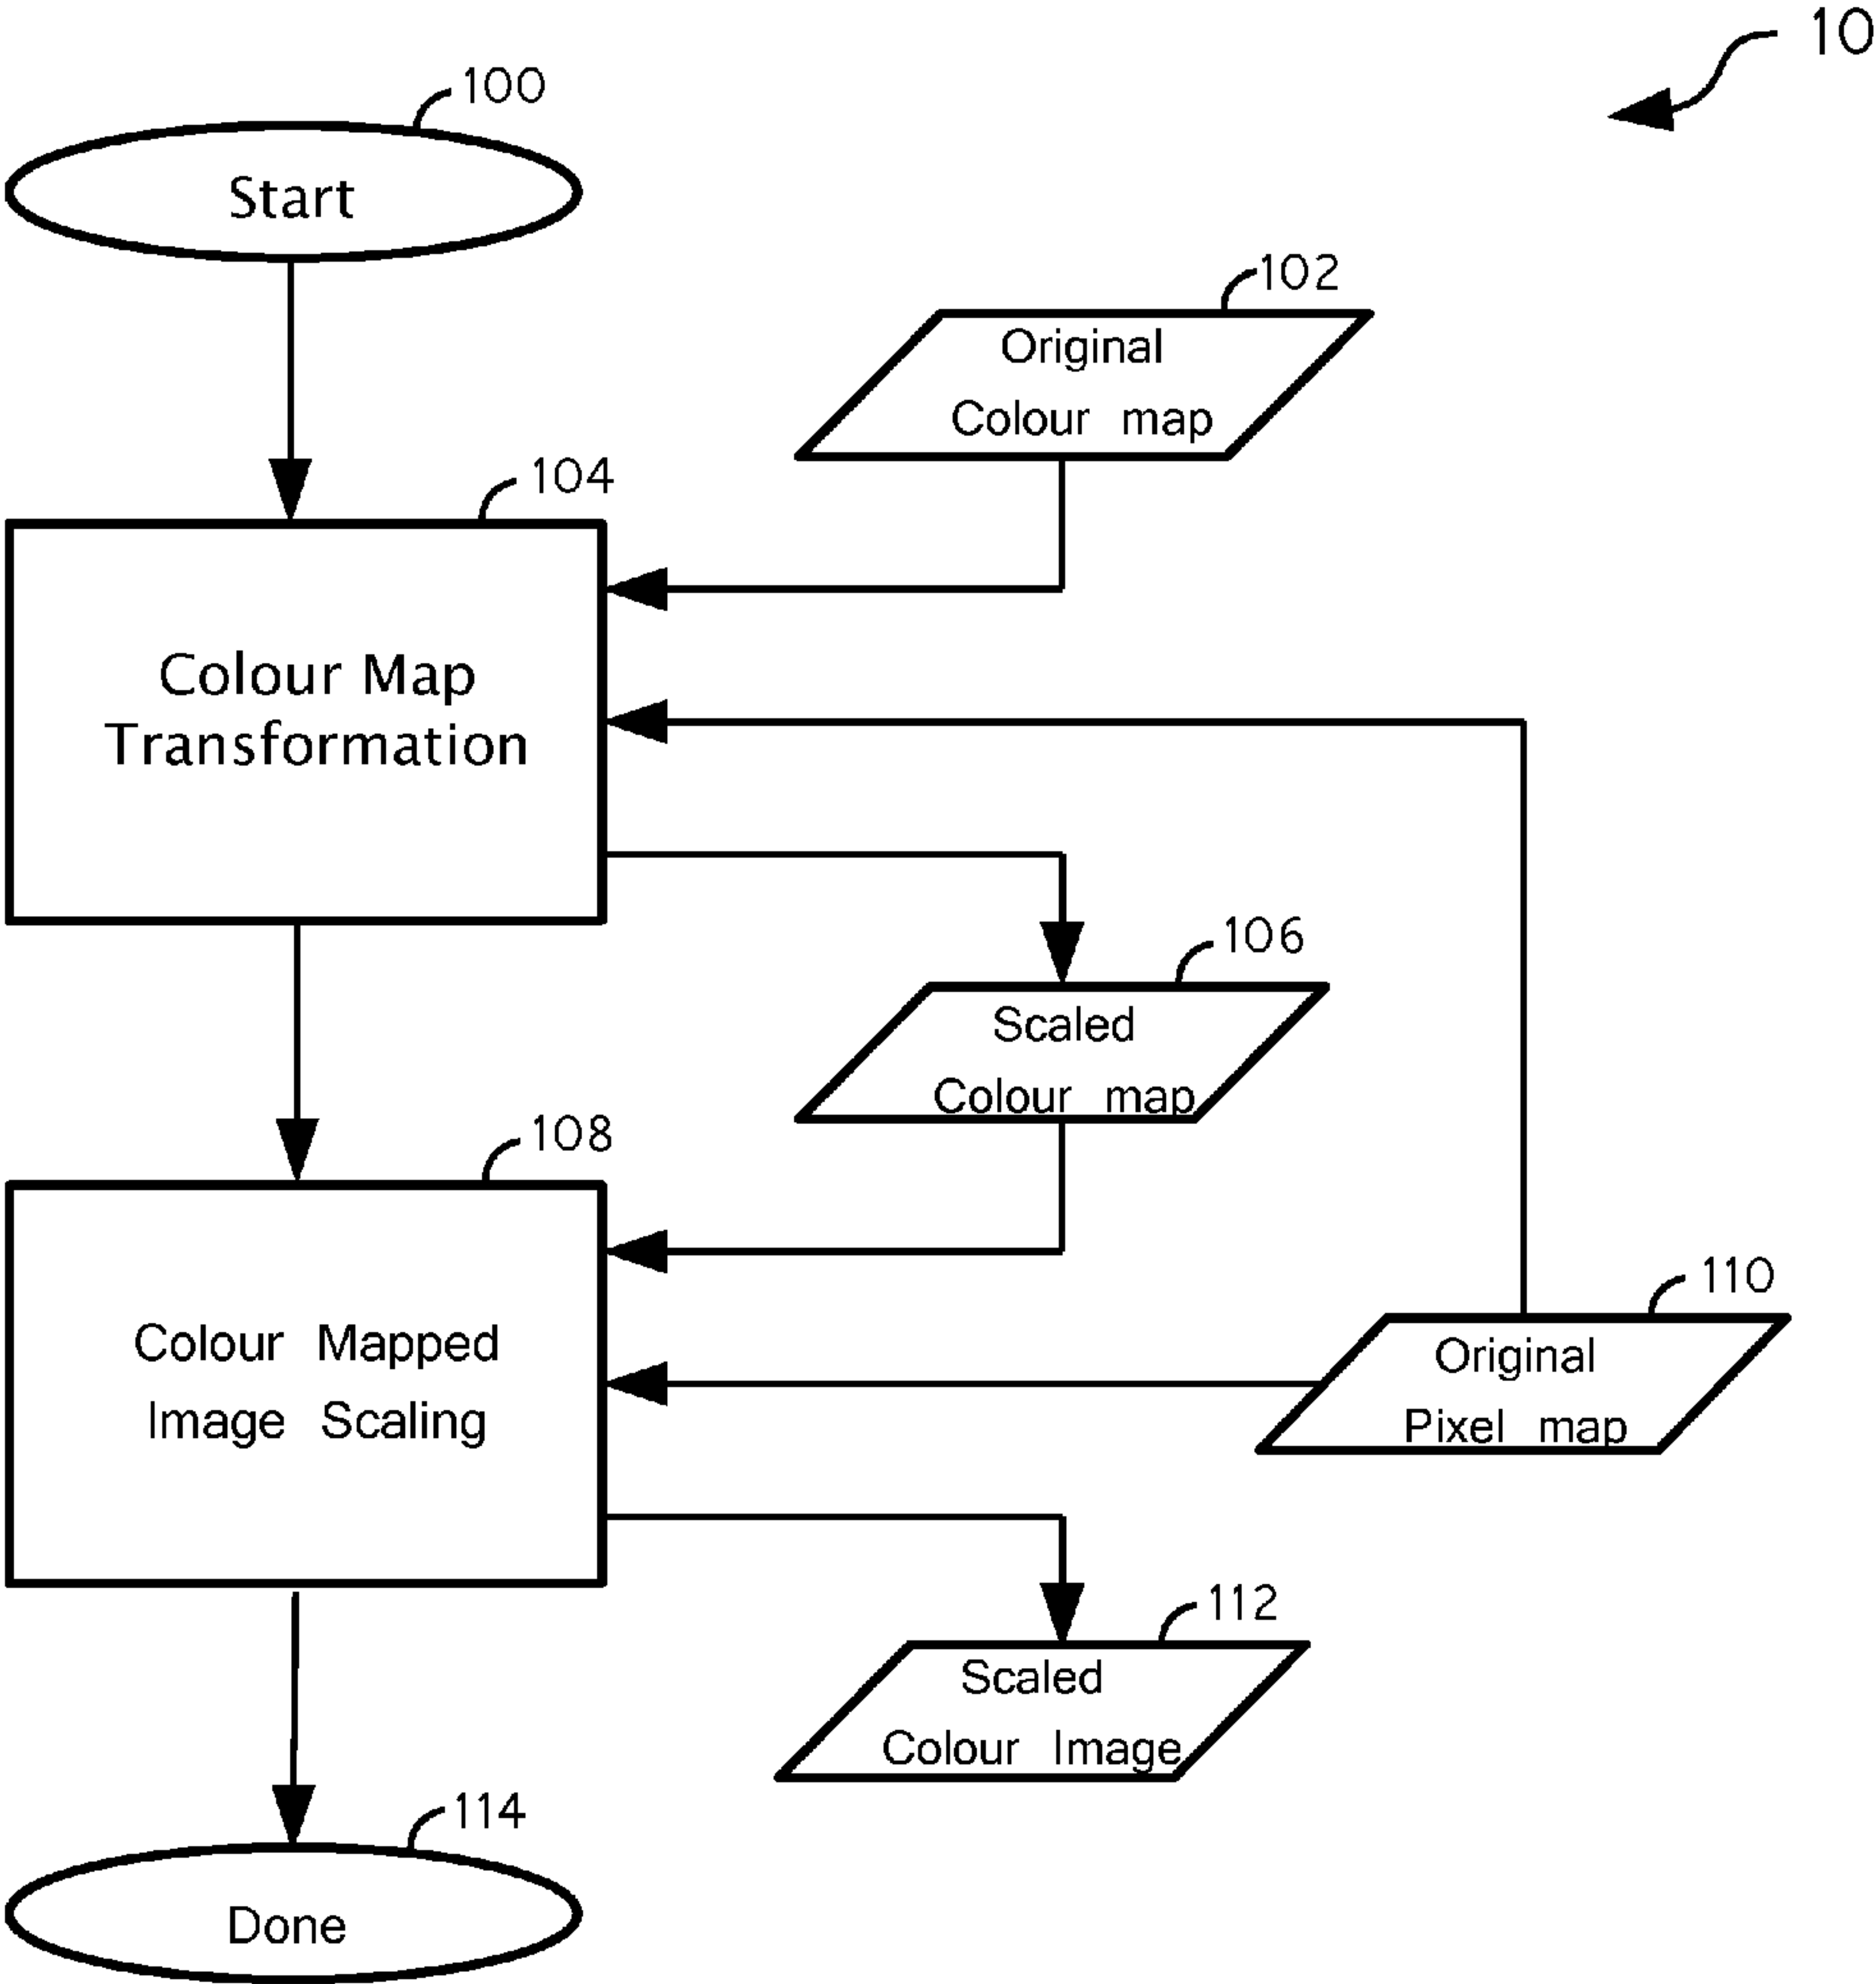 10
100
Start
102
Original
Colour map
104
Colour Map
Transformation
106
Scaled
Colour map
108
Colour Mapped
Image Scaling
110
Original
Pixel map
112
Scaled
Colour Image
114
Done